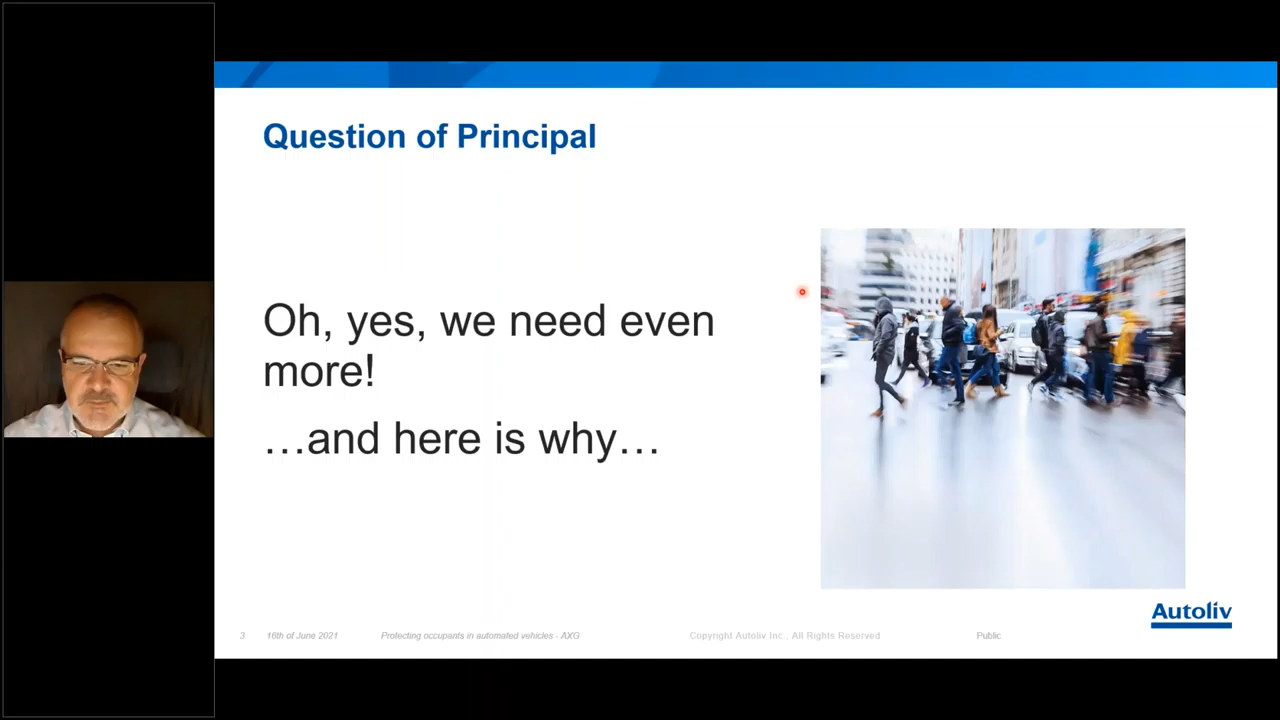 Question of Principal
Oh, yes, we need even
more!
…and here is why…
Autoliv
3 16th of June 2021 Protecting occupants in automated vehicles - AXG Copyright Autoliv Inc., All Rights Reserved Public